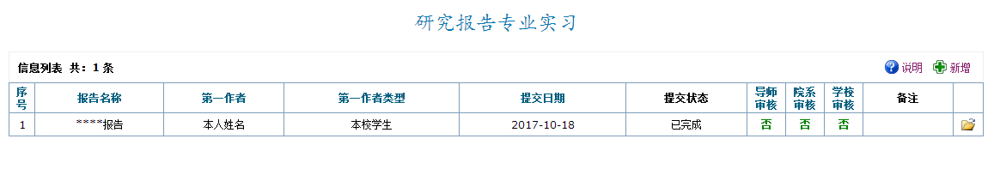 研究报告专业实习
信息列表 共：1 条
说明 新增
序号 报告名称 第一作者 第一作者类型 提交日期 提交状态 导师审核 院系审核 学校审核 备注
1 ****报告 本人姓名 本校学生 2017-10-18 已完成 否 否 否